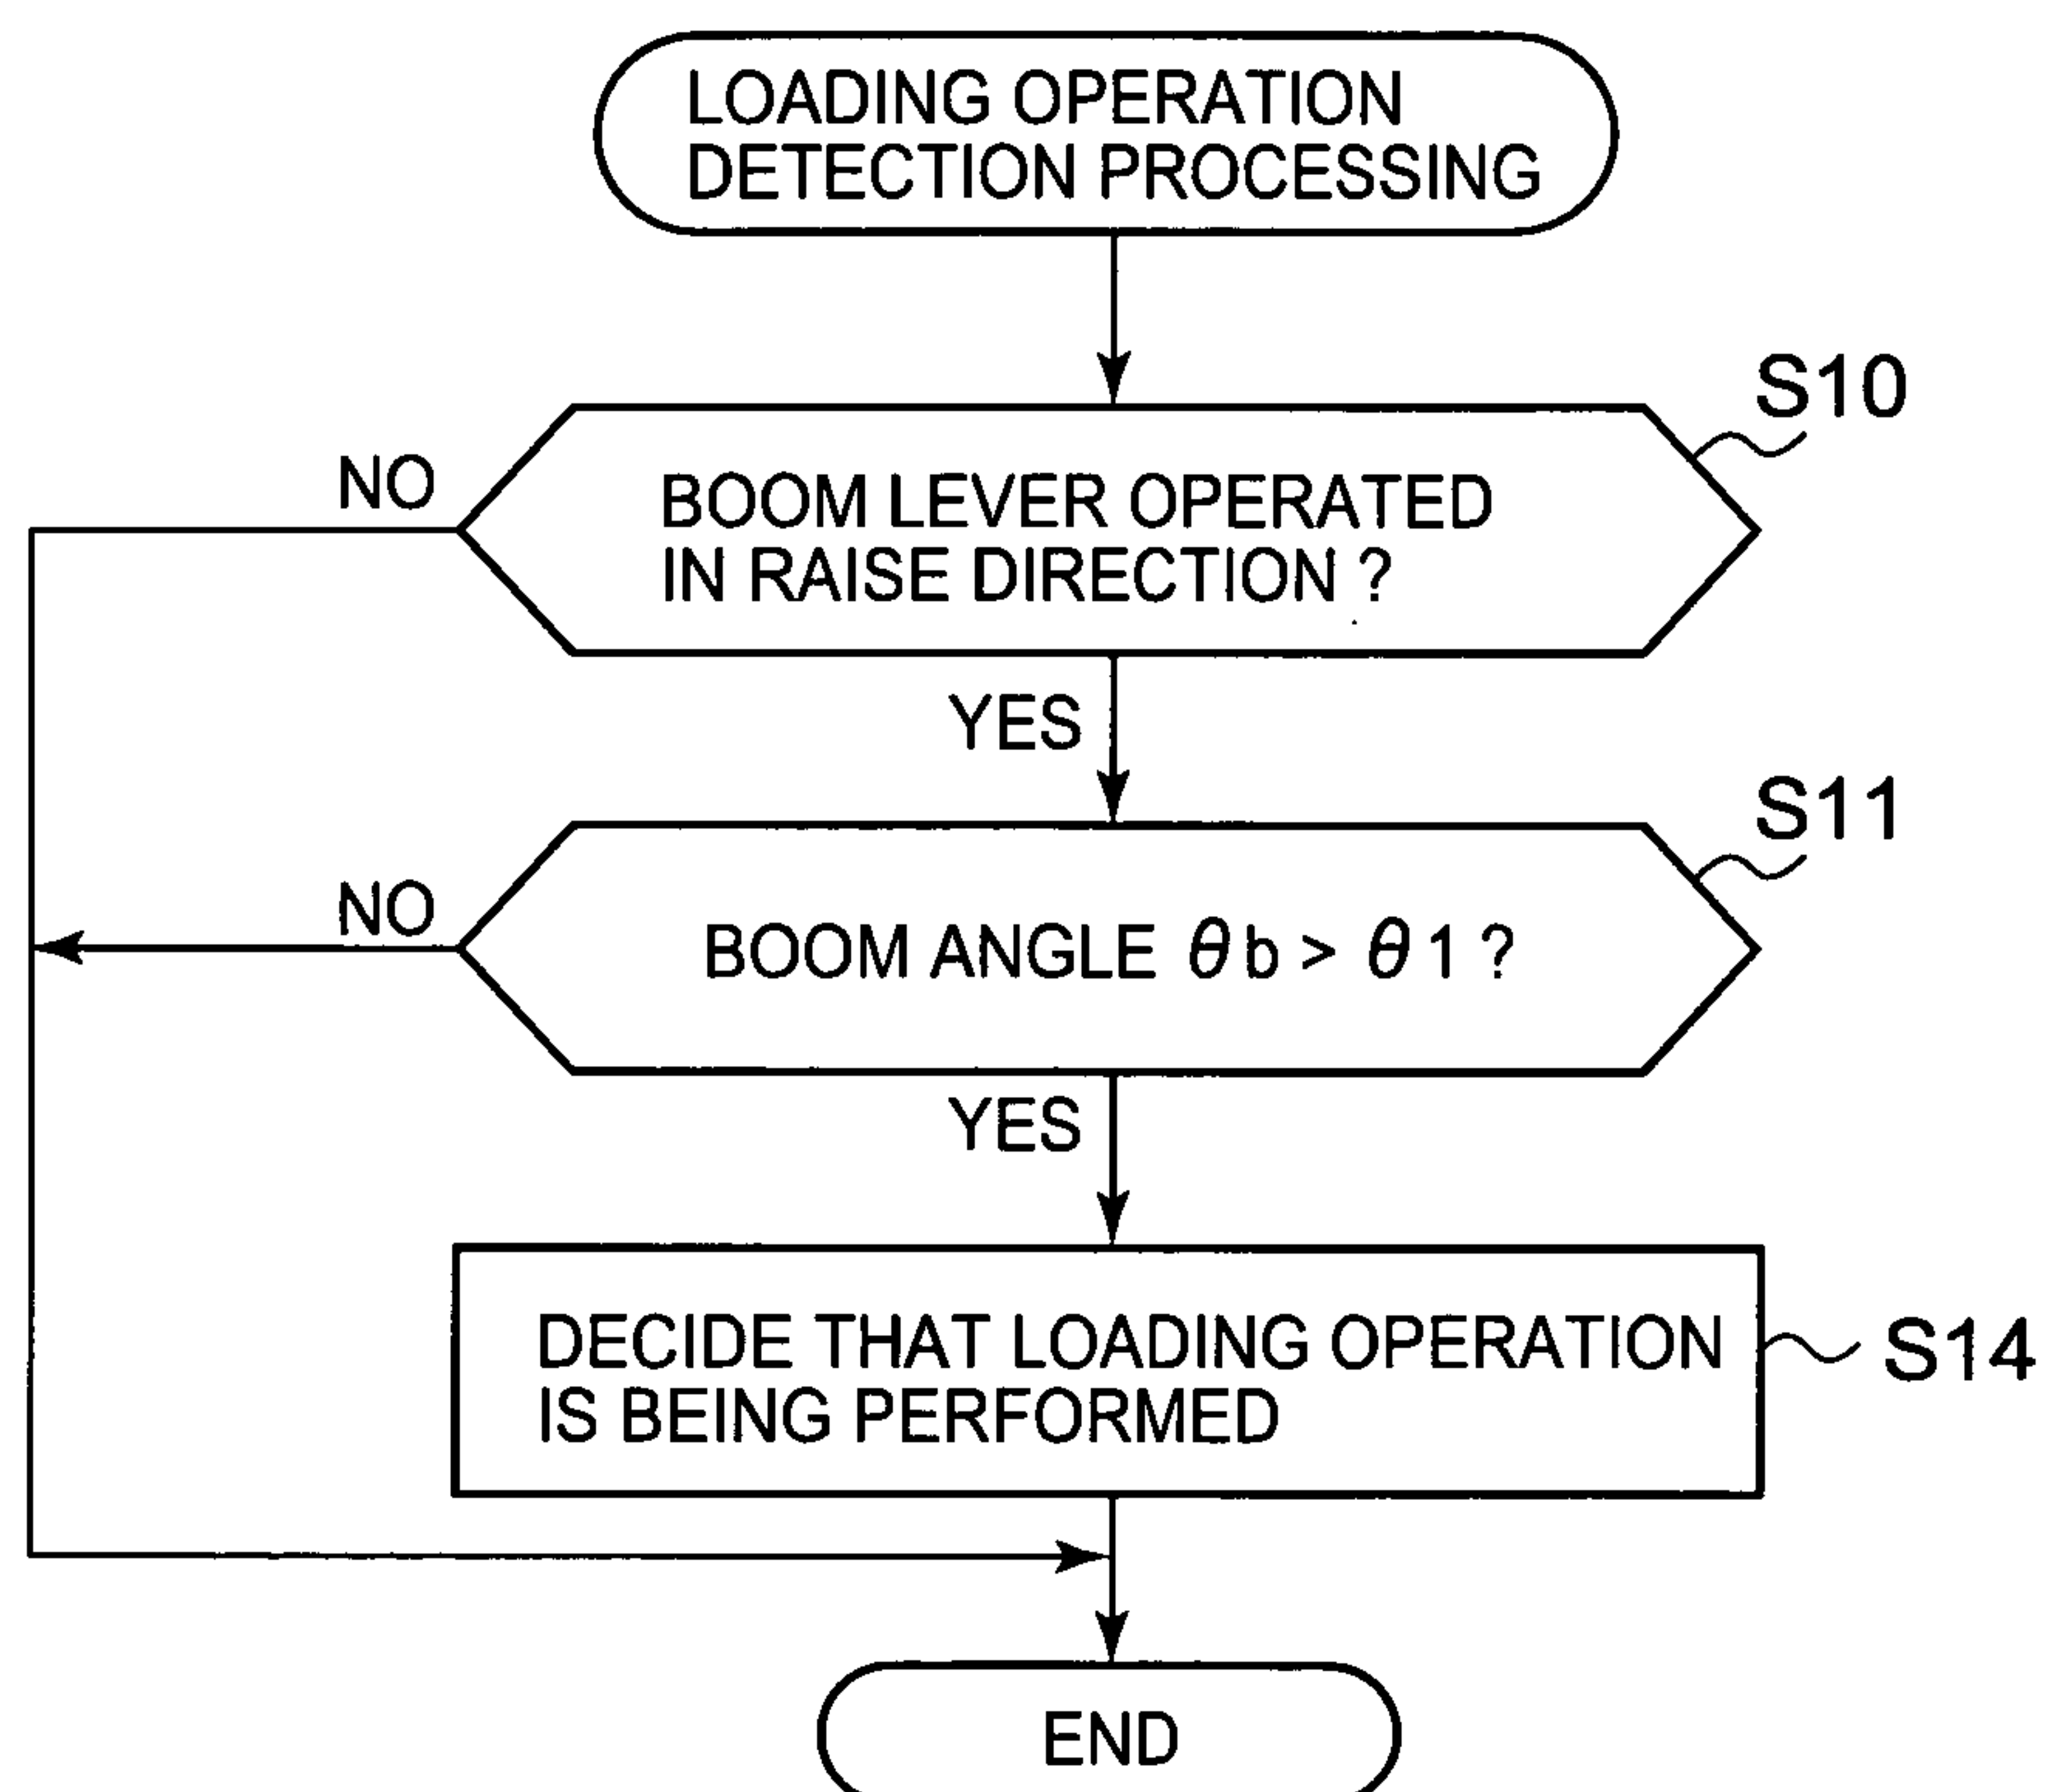 LOADING OPERATION
DETECTION PROCESSING
S10
NO
BOOM LEVER OPERATED
IN RAISE DIRECTION ?
YES
S11
NO
BOOM ANGLE θb > θ1 ?
YES
DECIDE THAT LOADING OPERATION
IS BEING PERFORMED
S14
END